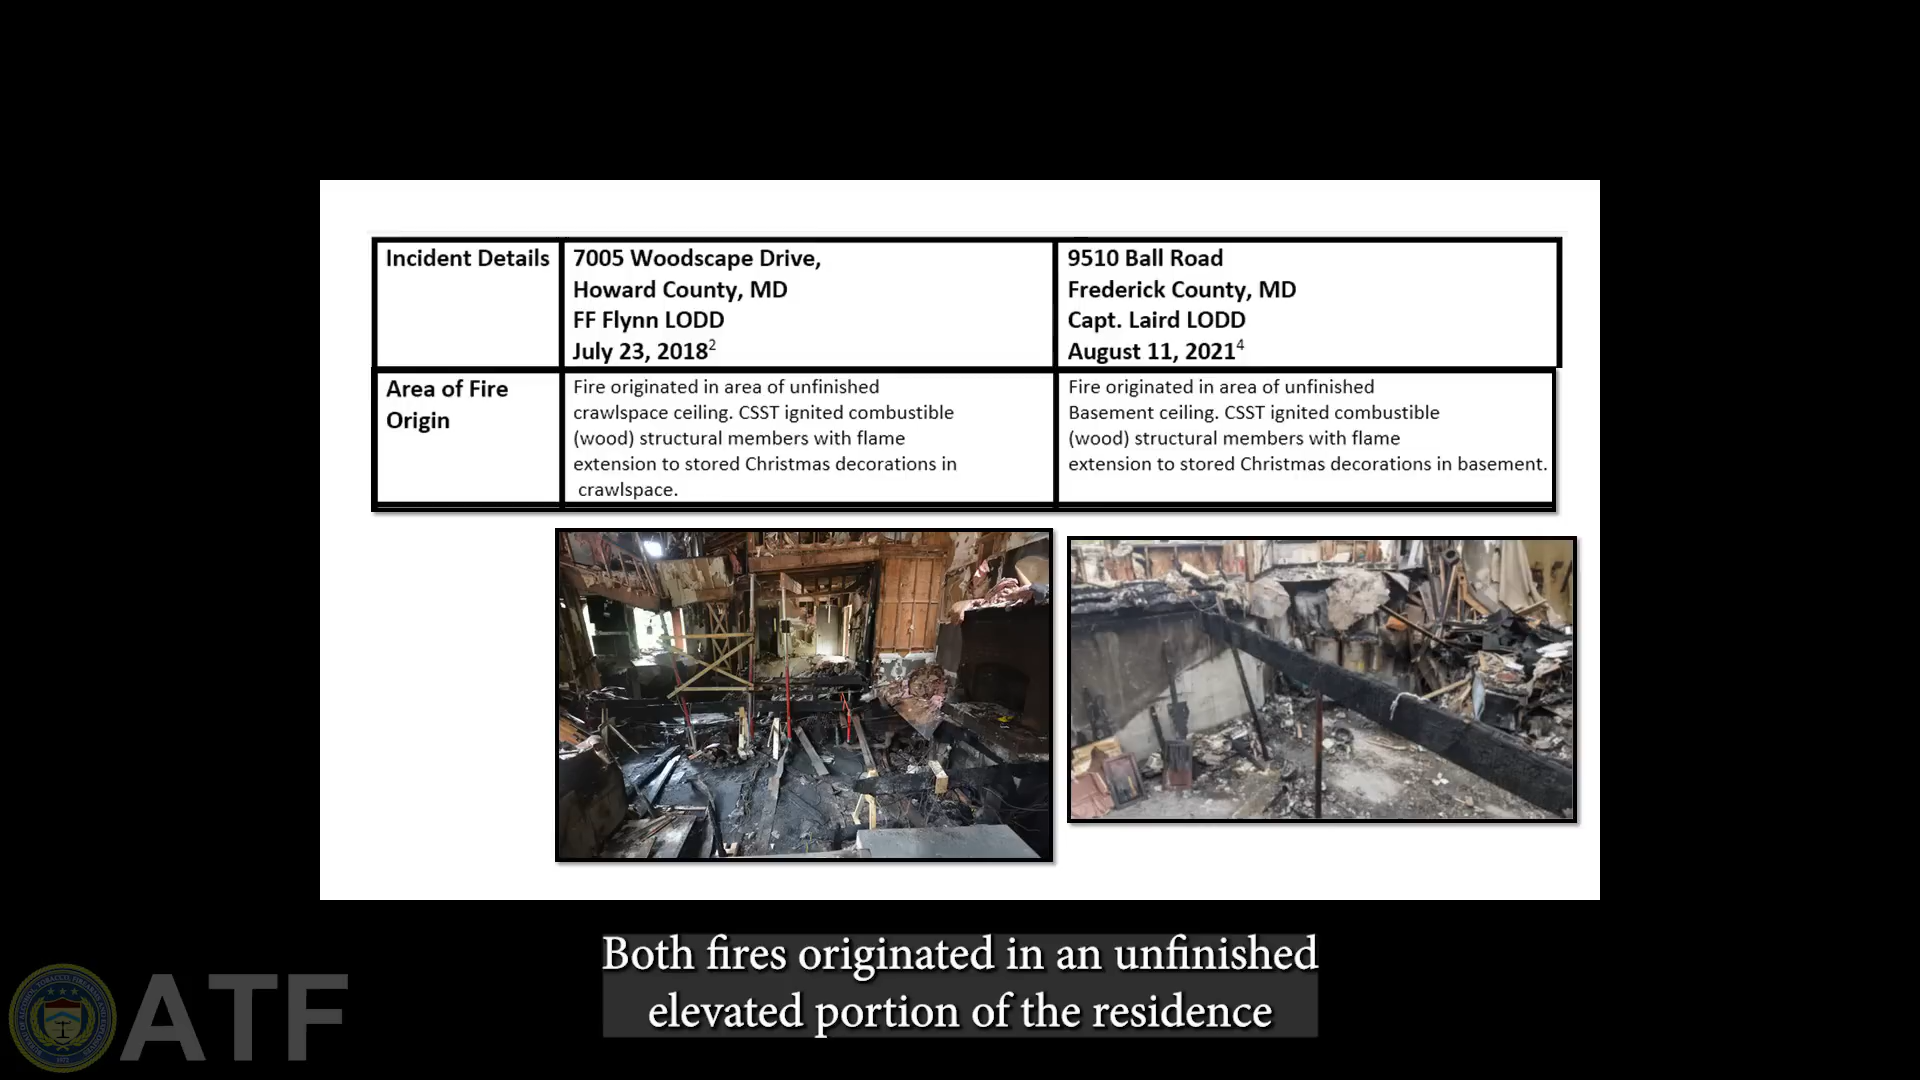 Incident Details
7005 Woodscape Drive,
Howard County, MD
FF Flynn LODD
July 23, 2018²
9510 Ball Road
Frederick County, MD
Capt. Laird LODD
August 11, 2021⁴
Area of Fire
Origin
Fire originated in area of unfinished
crawlspace ceiling. CSST ignited combustible
(wood) structural members with flame
extension to stored Christmas decorations in
crawlspace.
Fire originated in area of unfinished
Basement ceiling. CSST ignited combustible
(wood) structural members with flame
extension to stored Christmas decorations in basement.
Both fires originated in an unfinished
elevated portion of the residence
ATF